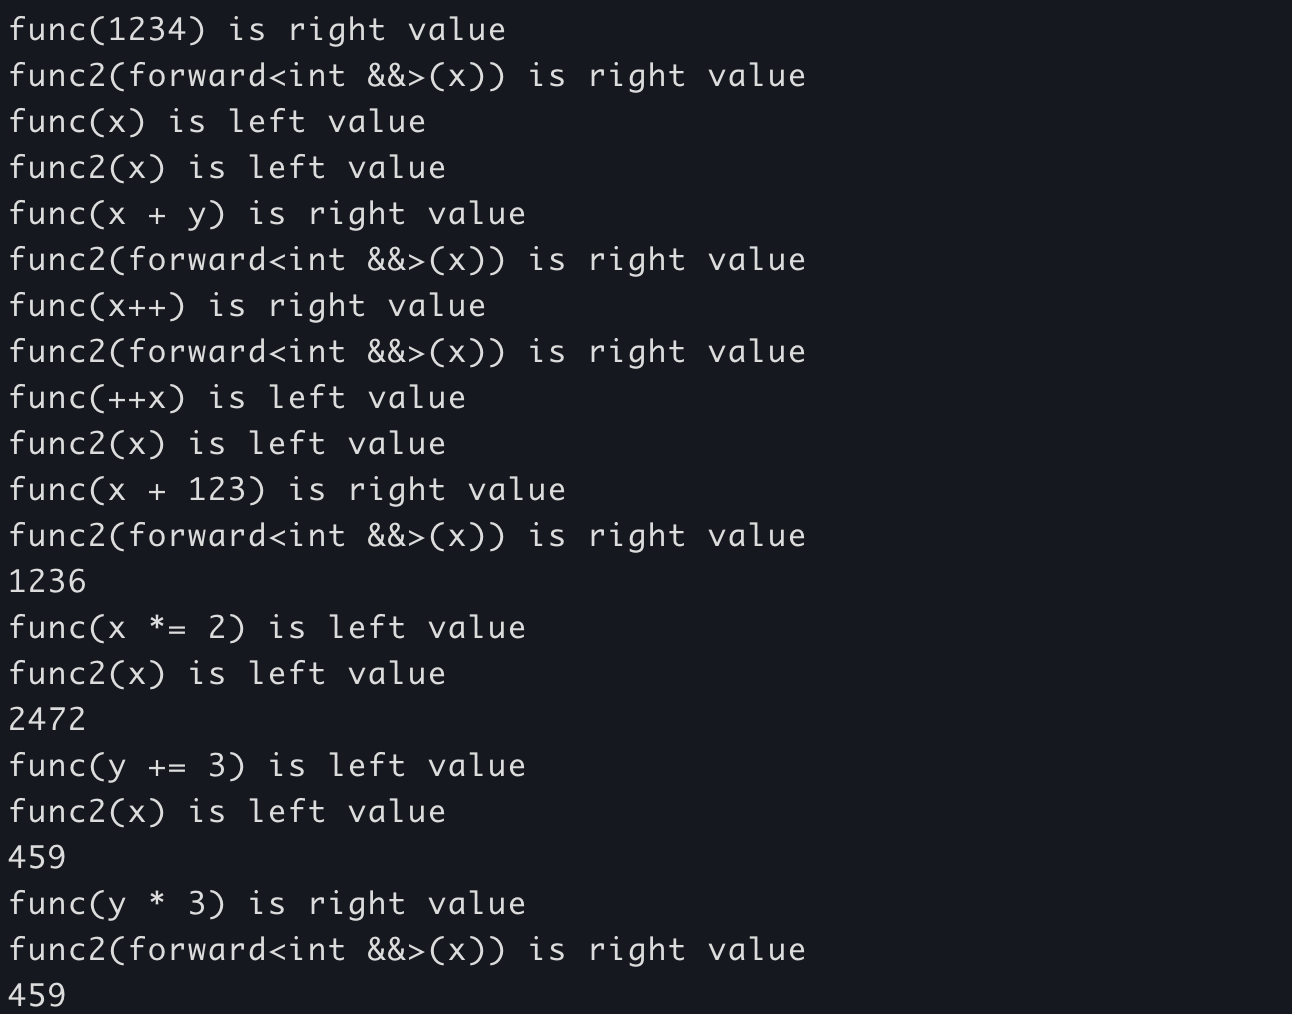 func(1234) is right value
func2(forward<int &&>(x)) is right value
func(x) is left value
func2(x) is left value
func(x + y) is right value
func2(forward<int &&>(x)) is right value
func(x++) is right value
func2(forward<int &&>(x)) is right value
func(++x) is left value
func2(x) is left value
func(x + 123) is right value
func2(forward<int &&>(x)) is right value
1236
func(x *= 2) is left value
func2(x) is left value
2472
func(y += 3) is left value
func2(x) is left value
459
func(y * 3) is right value
func2(forward<int &&>(x)) is right value
459